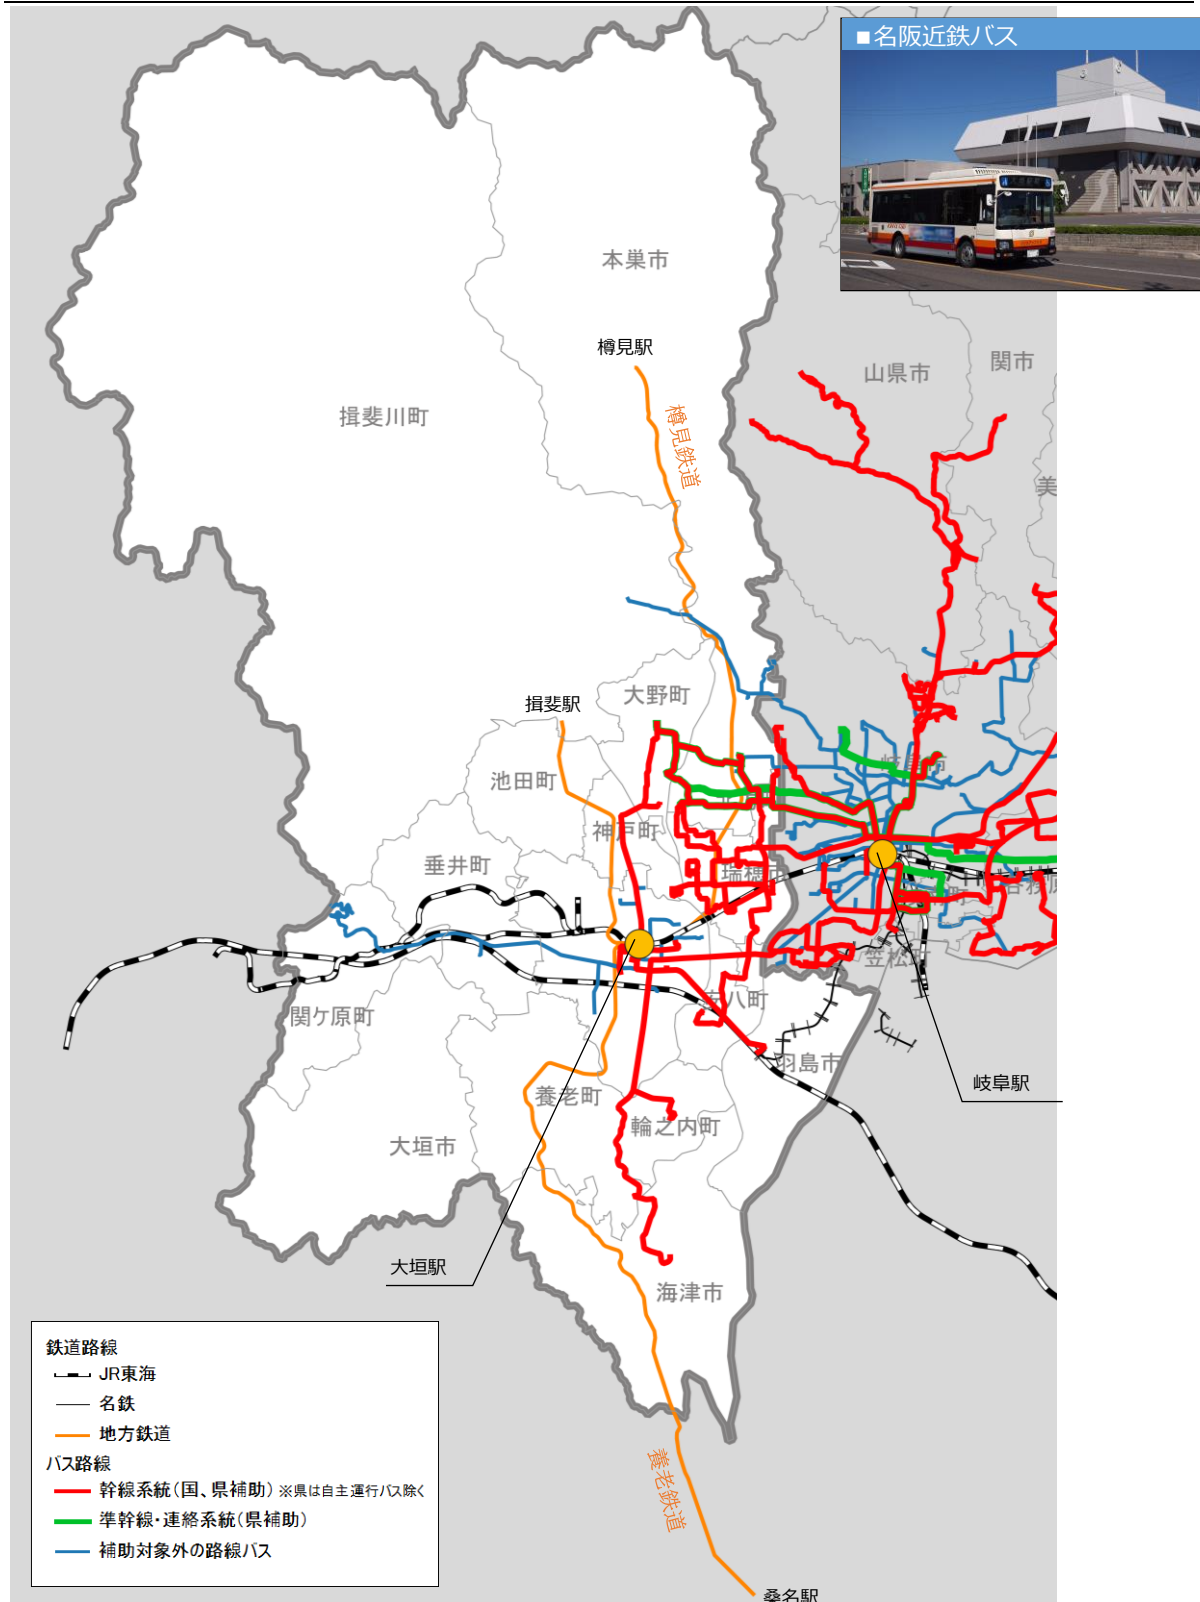 ■名阪近鉄バス
本巣市
樽見駅
山県市
関市
美
樽見鉄道
揖斐川町
大野町
揖斐駅
岐阜市
池田町
神戸町
垂井町
瑞穂市
笠松町
安八町
関ケ原町
羽島市
岐阜駅
養老町
輪之内町
大垣市
大垣駅
海津市
鉄道路線
JR東海
名鉄
地方鉄道
バス路線
幹線系統(国、県補助) ※県は自主運行バス除く
準幹線・連絡系統(県補助)
補助対象外の路線バス
養老鉄道
桑名駅